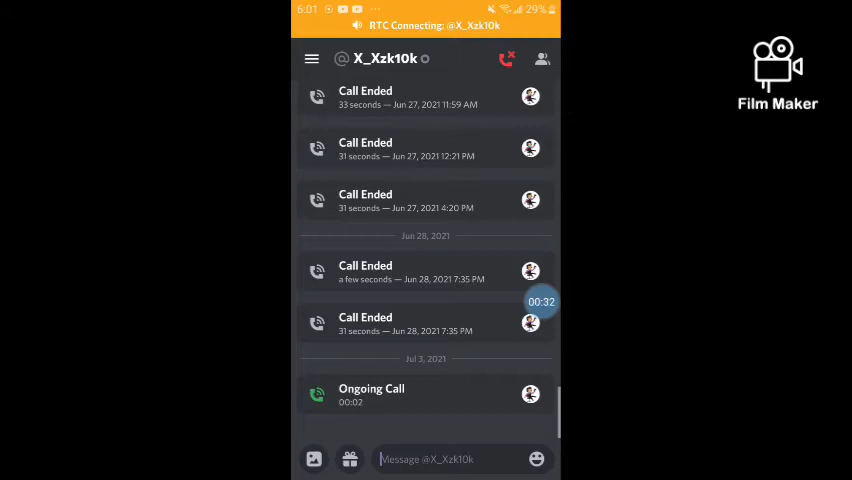 6:01
29%
RTC Connecting: @X_Xzk10k
@ X_Xzk10k
Call Ended
33 seconds — Jun 27, 2021 11:59 AM
Call Ended
31 seconds — Jun 27, 2021 12:21 PM
Call Ended
31 seconds — Jun 27, 2021 4:20 PM
Jun 28, 2021
Call Ended
a few seconds — Jun 28, 2021 7:35 PM
00:32
Call Ended
31 seconds — Jun 28, 2021 7:35 PM
Jul 3, 2021
Ongoing Call
00:02
Message @X_Xzk10k
Film Maker